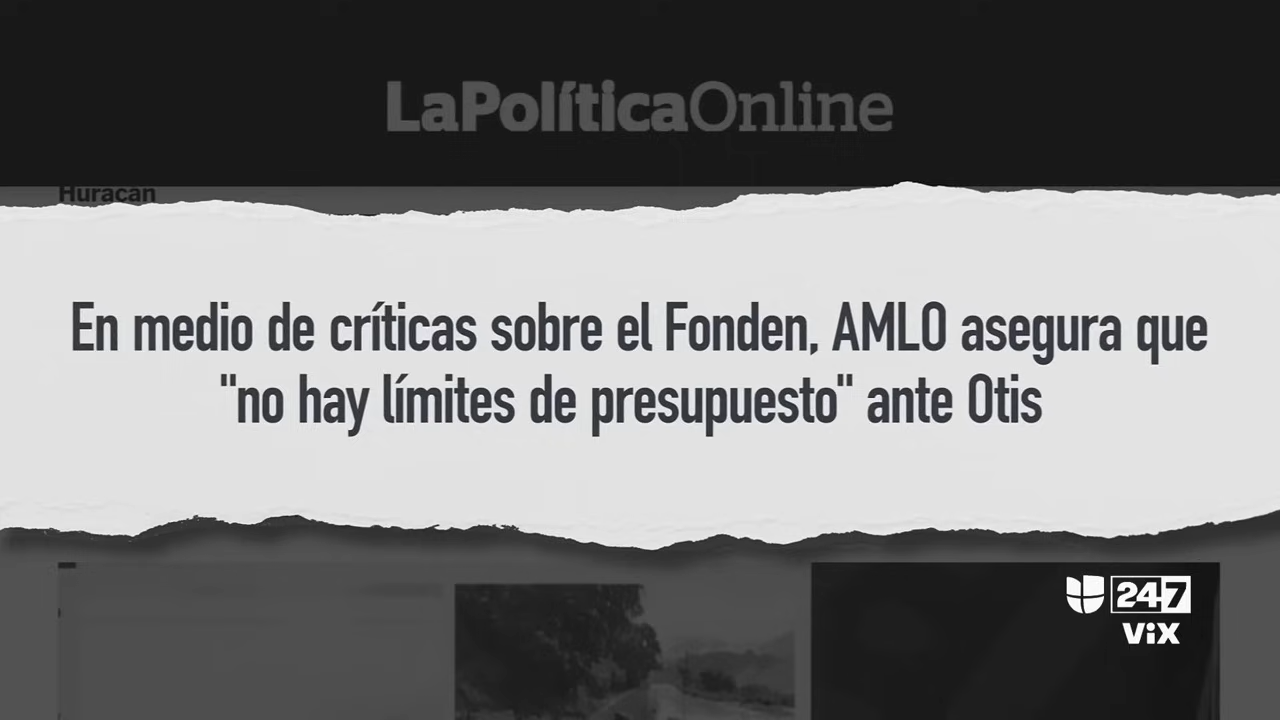 LaPolíticaOnline
Huracán
En medio de críticas sobre el Fonden, AMLO asegura que
"no hay límites de presupuesto" ante Otis
24-7
ViX